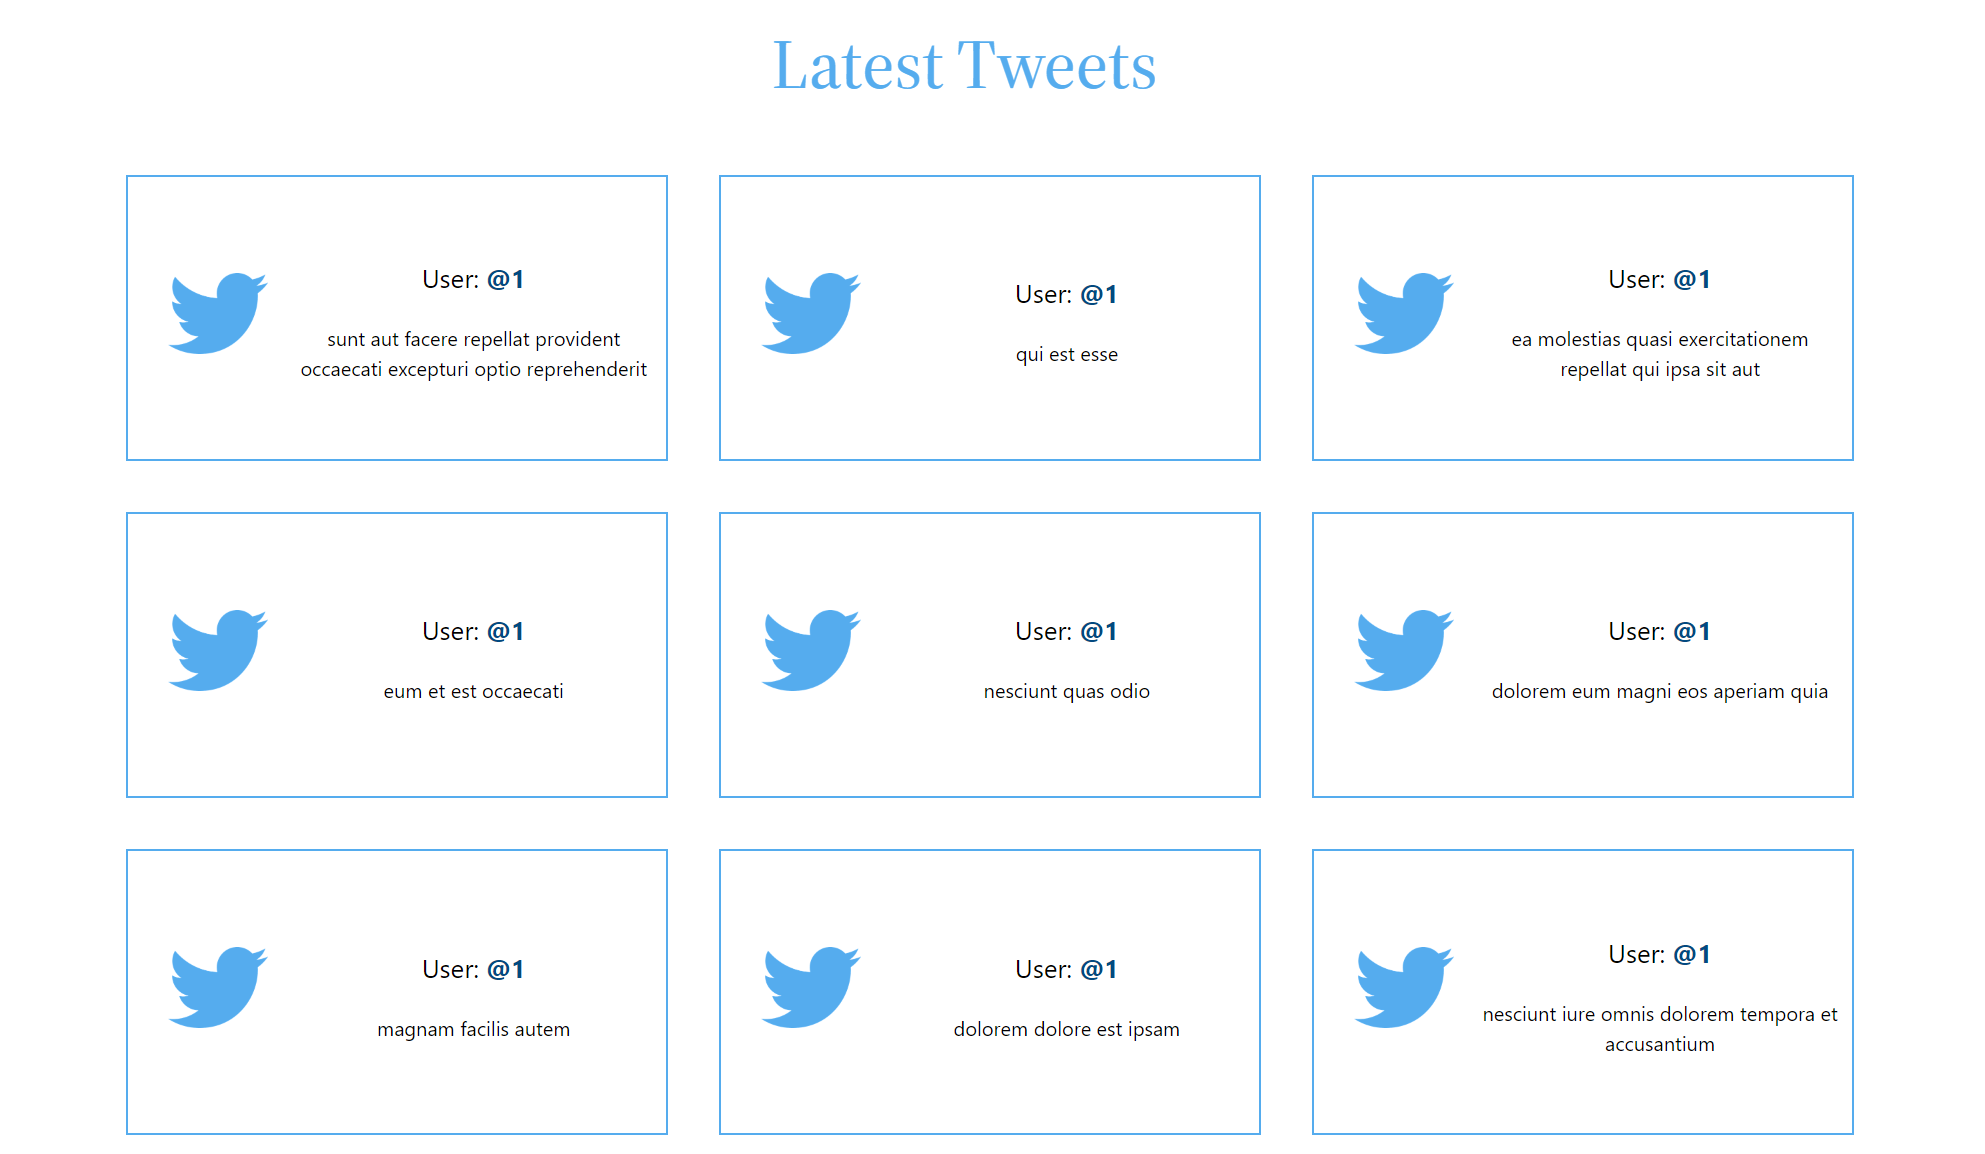 Latest Tweets
User: @1
sunt aut facere repellat provident
occaecati excepturi optio reprehenderit
User: @1
qui est esse
User: @1
ea molestias quasi exercitationem
repellat qui ipsa sit aut
User: @1
eum et est occaecati
User: @1
nesciunt quas odio
User: @1
dolorem eum magni eos aperiam quia
User: @1
magnam facilis autem
User: @1
dolorem dolore est ipsam
User: @1
nesciunt iure omnis dolorem tempora et
accusantium